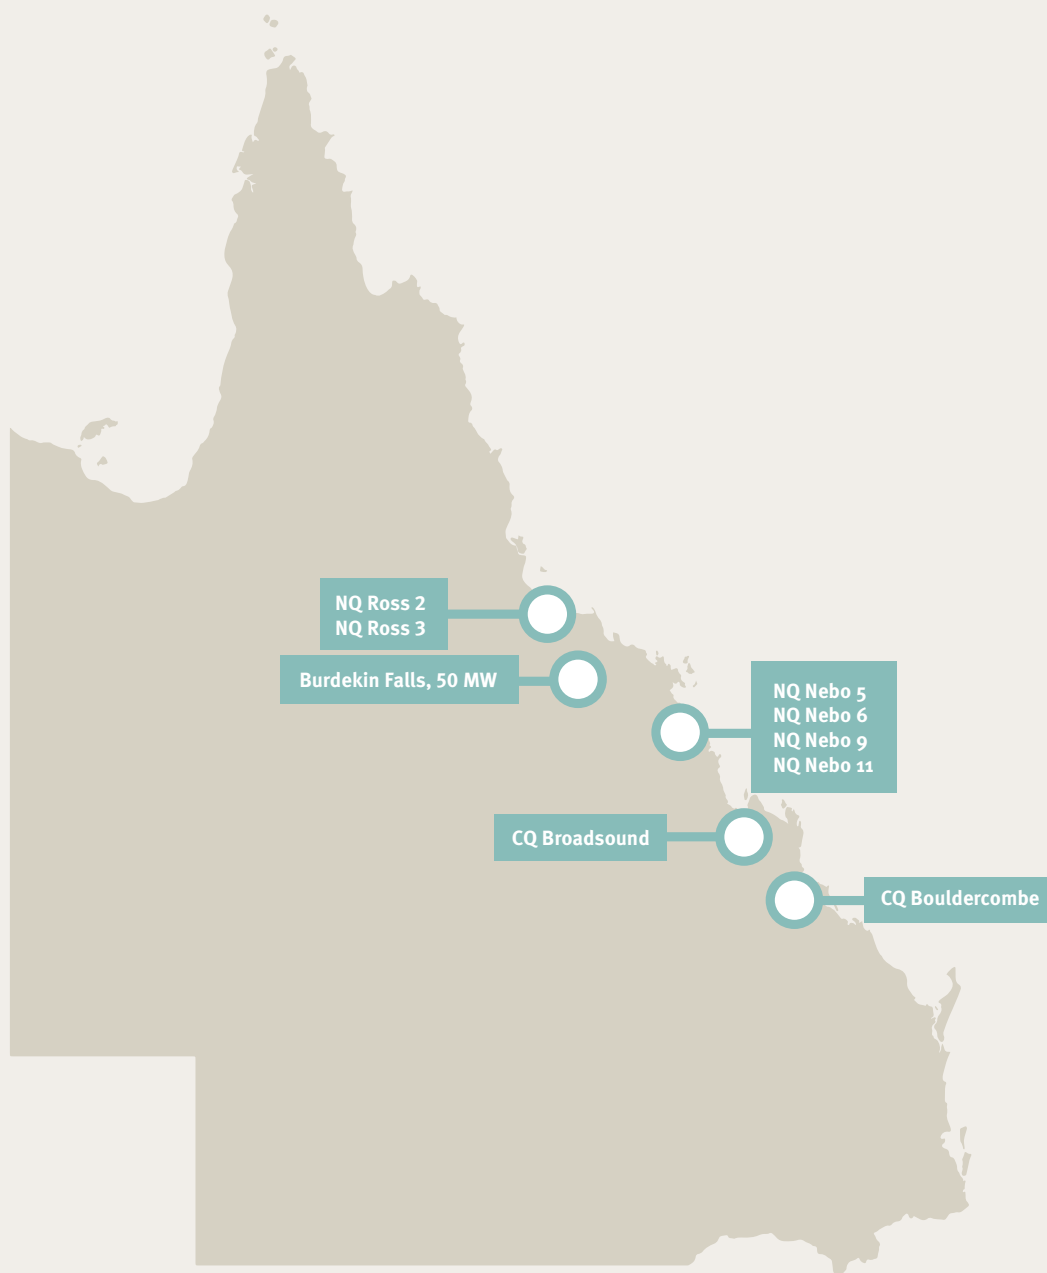 NQ Ross 2
NQ Ross 3
Burdekin Falls, 50 MW
NQ Nebo 5
NQ Nebo 6
NQ Nebo 9
NQ Nebo 11
CQ Broadsound
CQ Bouldercombe